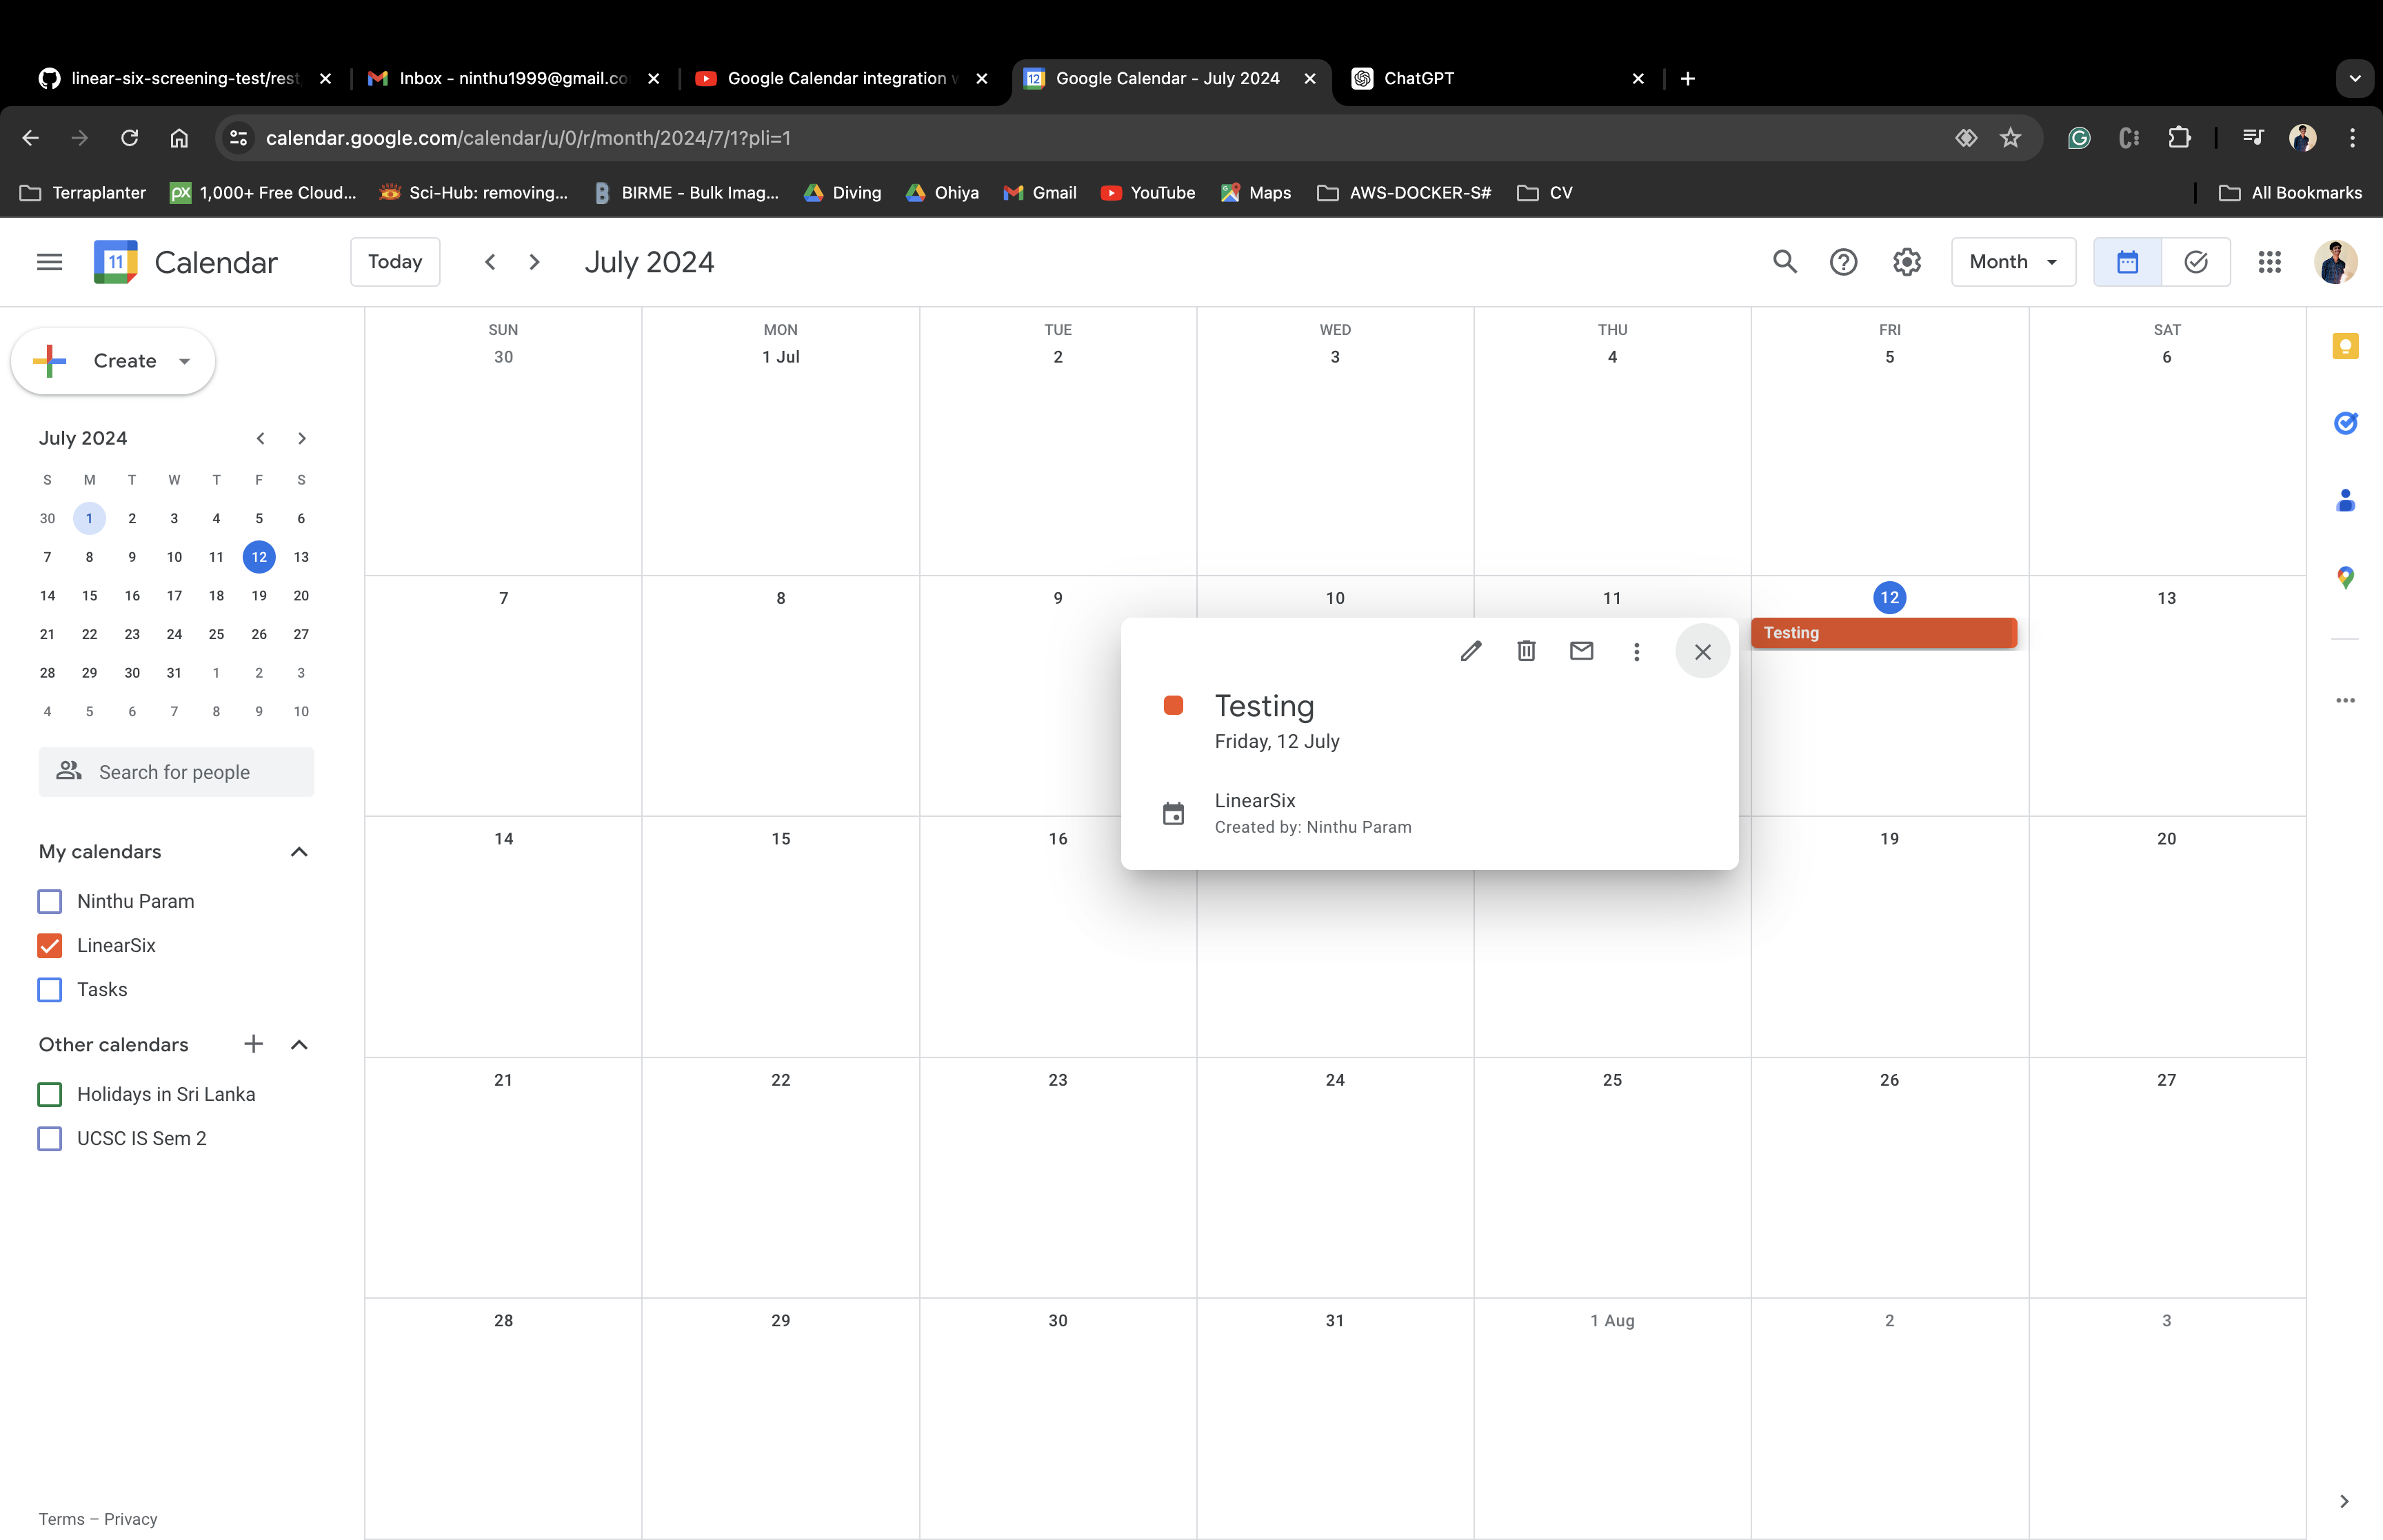 linear-six-screening-test/rest
Inbox - ninthu1999@gmail.co
Google Calendar integration w
12
Google Calendar - July 2024
ChatGPT
calendar.google.com/calendar/u/0/r/month/2024/7/1?pli=1
Terraplanter
px
1,000+ Free Cloud...
Sci-Hub: removing...
BIRME - Bulk Imag...
Diving
Ohiya
Gmail
YouTube
Maps
AWS-DOCKER-S#
CV
All Bookmarks
11
Calendar
Today
July 2024
Month
Create
July 2024
S M T W T F S
30 1 2 3 4 5 6
7 8 9 10 11 12 13
14 15 16 17 18 19 20
21 22 23 24 25 26 27
28 29 30 31 1 2 3
4 5 6 7 8 9 10
Search for people
My calendars
Ninthu Param
LinearSix
Tasks
Other calendars
Holidays in Sri Lanka
UCSC IS Sem 2
Terms – Privacy
SUN MON TUE WED THU FRI SAT
30 1 Jul 2 3 4 5 6
7 8 9 10 11 12 13
Testing
Testing
Friday, 12 July
LinearSix
Created by: Ninthu Param
14 15 16 19 20
21 22 23 24 25 26 27
28 29 30 31 1 Aug 2 3